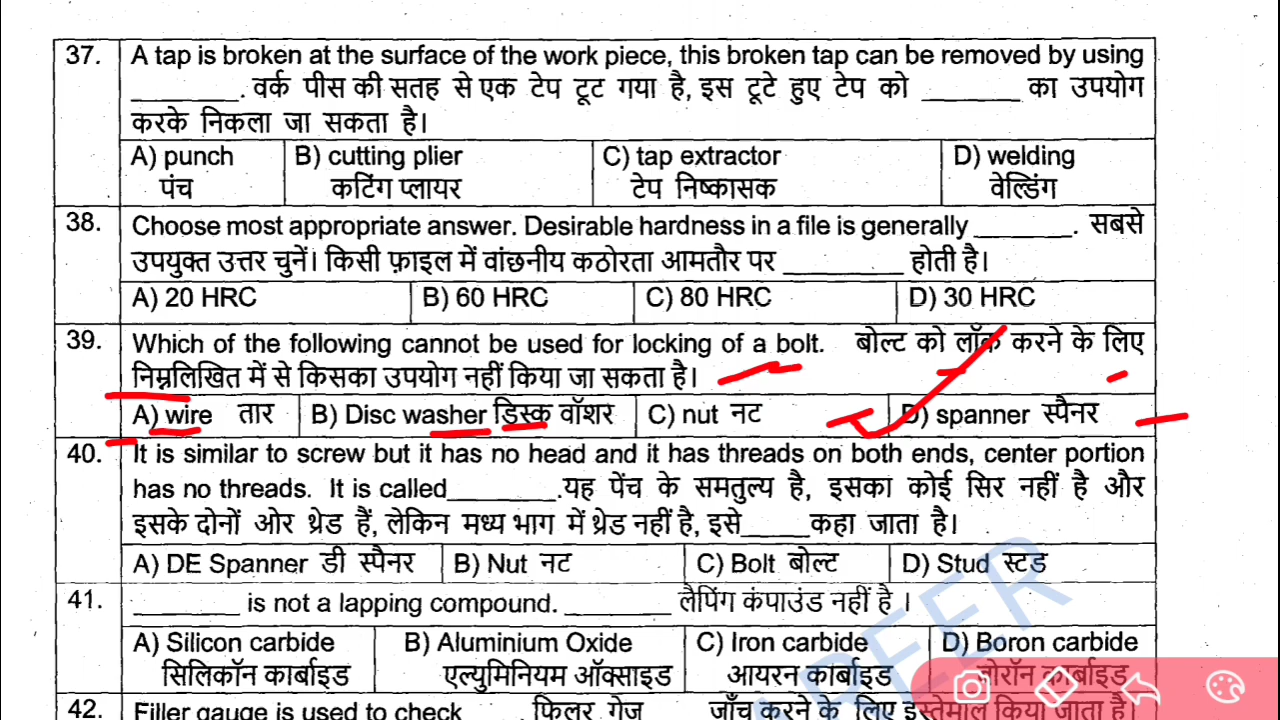 37. A tap is broken at the surface of the work piece, this broken tap can be removed by using
________. वर्क पीस की सतह से एक टेप टूट गया है, इस टूटे हुए टेप को _______ का उपयोग
करके निकला जा सकता है।
A) punch B) cutting plier C) tap extractor D) welding
पंच कटिंग प्लायर टेप निष्कासक वेल्डिंग
38. Choose most appropriate answer. Desirable hardness in a file is generally _______. सबसे
उपयुक्त उत्तर चुनें। किसी फ़ाइल में वांछनीय कठोरता आमतौर पर ________ होती है।
A) 20 HRC B) 60 HRC C) 80 HRC D) 30 HRC
39. Which of the following cannot be used for locking of a bolt. बोल्ट को लॉक करने के लिए
निम्नलिखित में से किसका उपयोग नहीं किया जा सकता है।
A) wire तार B) Disc washer डिस्क वॉशर C) nut नट D) spanner स्पैनर
40. It is similar to screw but it has no head and it has threads on both ends, center portion
has no threads. It is called________.यह पेंच के समतुल्य है, इसका कोई सिर नहीं है और
इसके दोनों ओर थ्रेड हैं, लेकिन मध्य भाग में थ्रेड नहीं है, इसे_____कहा जाता है।
A) DE Spanner डी स्पैनर B) Nut नट C) Bolt बोल्ट D) Stud स्टड
41. ________ is not a lapping compound. ________ लैपिंग कंपाउंड नहीं है ।
A) Silicon carbide B) Aluminium Oxide C) Iron carbide D) Boron carbide
सिलिकॉन कार्बाइड एल्युमिनियम ऑक्साइड आयरन कार्बाइड बोरॉन कार्बाइड
42. Filler gauge is used to check फिलर गेज जाँच करने के लिए इस्तेमाल किया जाता है।